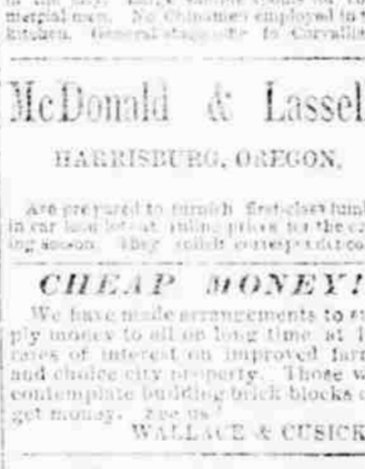 mercial men. No Chinamen employed in
kitchen. General stage to Corvallis
McDonald & Lassel
HARRISBURG, OREGON,
Are prepared to furnish first-class
in car load lots at ruling prices for the
ing season. They solicit
CHEAP MONEY!
We have made arrangements to
ply money to all on long time at
rates of interest on improved farm
and choice city property. Those
contemplate building brick blocks
get money. See us!
WALLACE & CUSICK